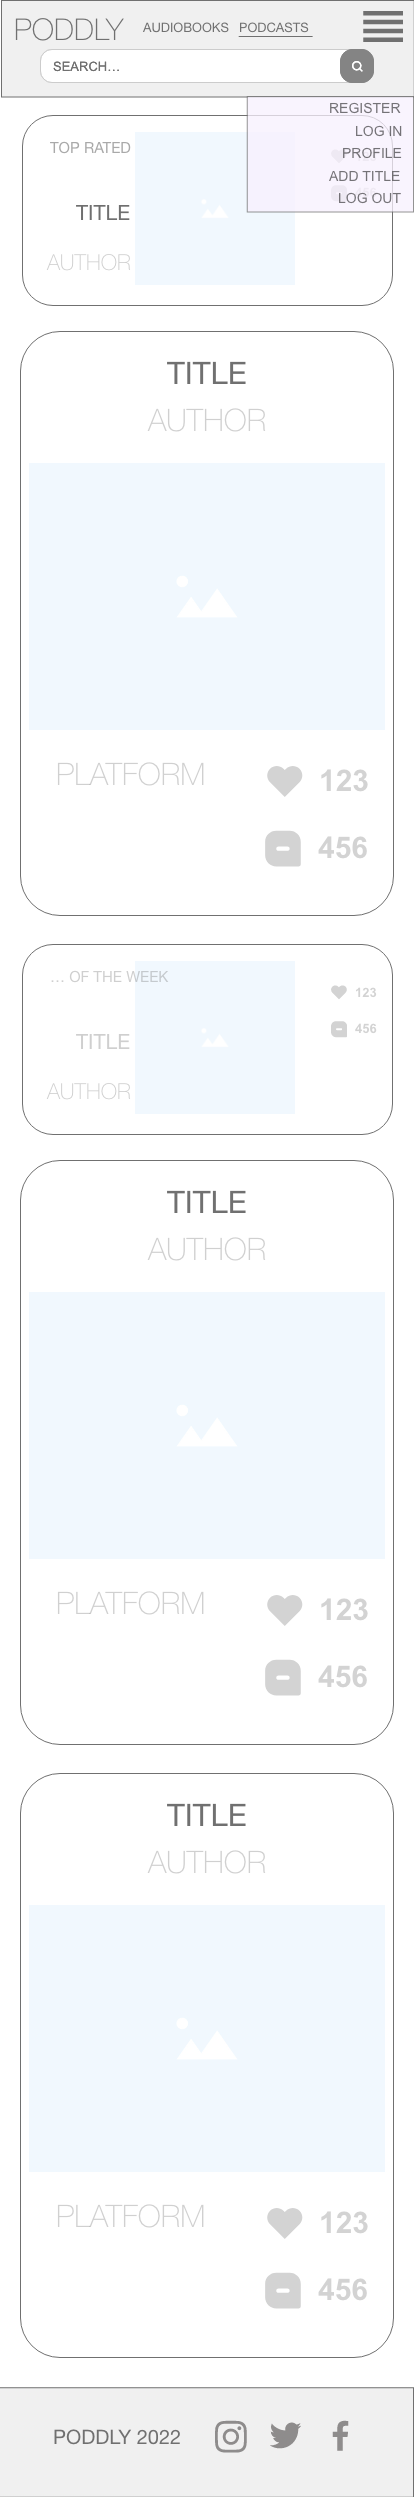 PODDLY AUDIOBOOKS PODCASTS
SEARCH...
REGISTER
LOG IN
PROFILE
ADD TITLE
LOG OUT
TOP RATED
TITLE
AUTHOR
TITLE
AUTHOR
PLATFORM 123
456
... OF THE WEEK
123
TITLE 456
AUTHOR
TITLE
AUTHOR
PLATFORM 123
456
TITLE
AUTHOR
PLATFORM 123
456
PODDLY 2022